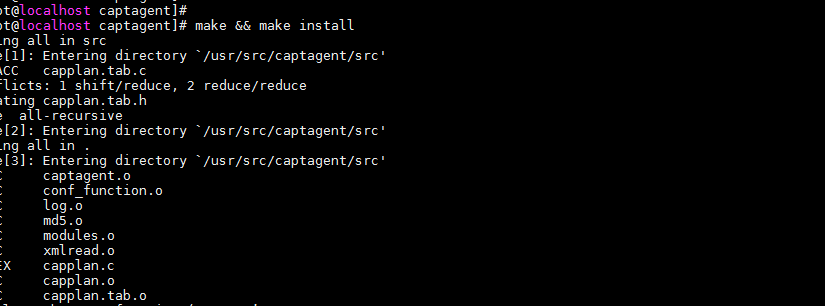 ot@localhost captagent]#
ot@localhost captagent]# make && make install
ing all in src
e[1]: Entering directory `/usr/src/captagent/src'
ACC   capplan.tab.c
flicts: 1 shift/reduce, 2 reduce/reduce
ating capplan.tab.h
e  all-recursive
e[2]: Entering directory `/usr/src/captagent/src'
ing all in .
e[3]: Entering directory `/usr/src/captagent/src'
C     captagent.o
C     conf_function.o
C     log.o
C     md5.o
C     modules.o
C     xmlread.o
EX    capplan.c
C     capplan.o
C     capplan.tab.o